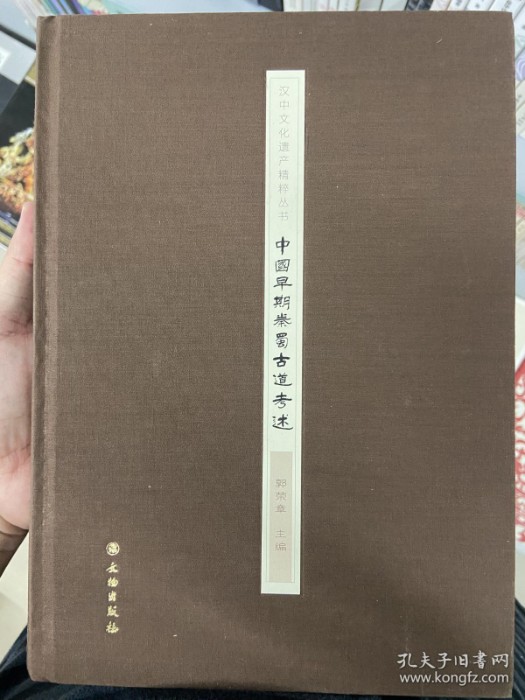 汉中文化遗产精粹丛书
中國早期秦蜀古道考述
郭荣章 主编
文物出版社
孔夫子旧书网
www.kongfz.com